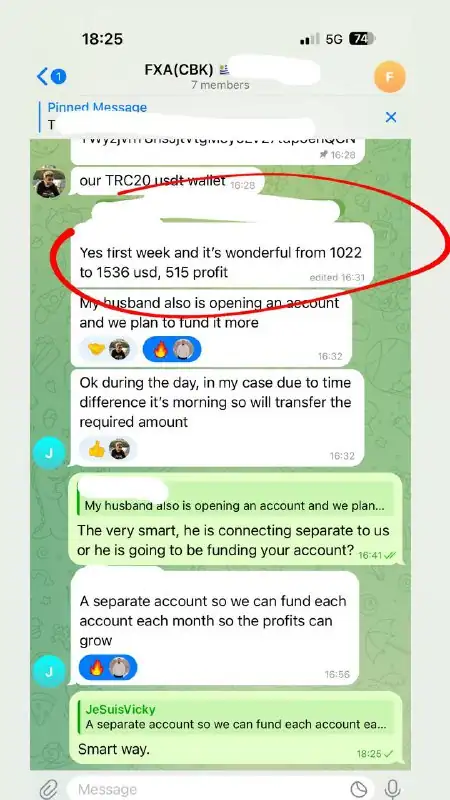 18:25
5G 74
1
FXA(CBK)
7 members
F
Pinned Message
T
16:28
our TRC20 usdt wallet 16:28
Yes first week and it's wonderful from 1022
to 1536 usd, 515 profit
edited 16:31
My husband also is opening an account
and we plan to fund it more
16:32
Ok during the day, in my case due to time
difference it's morning so will transfer the
required amount
16:32
J
My husband also is opening an account and we plan...
The very smart, he is connecting separate to us
or he is going to be funding your account? 16:41
A separate account so we can fund each
account each month so the profits can
grow
16:56
J
JeSuisVicky
A separate account so we can fund each account ea...
Smart way.
18:25
Message